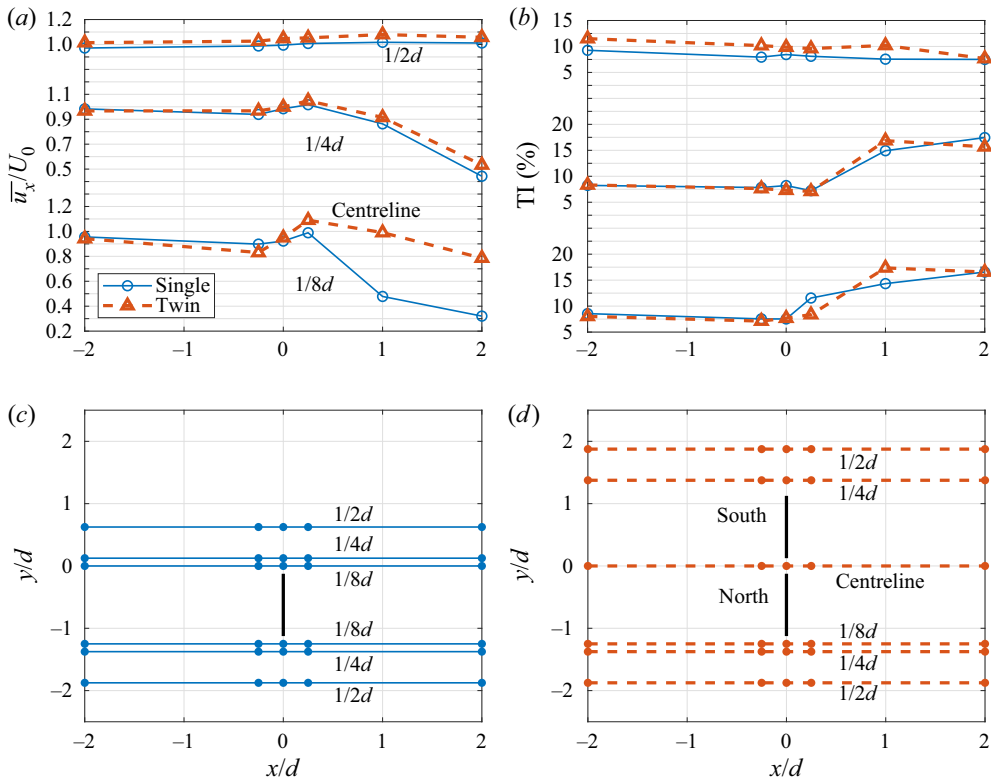 (a)
1.2
1.0
1/2d
1.1
1.0
0.9
0.7
1/4d
0.5
1.2
Centreline
1.0
0.8
0.6
1/8d
0.4
0.2
Single
Twin
u̅x/U0
−2 −1 0 1 2
(b)
15
10
5
20
15
10
5
20
15
10
5
TI (%)
−2 −1 0 1 2
(c)
2
1
0
−1
−2
y/d
1/2d
1/4d
1/8d
1/8d
1/4d
1/2d
−2 −1 0 1 2
x/d
(d)
2
1
0
−1
−2
y/d
1/2d
1/4d
South
Centreline
North
1/8d
1/4d
1/2d
−2 −1 0 1 2
x/d